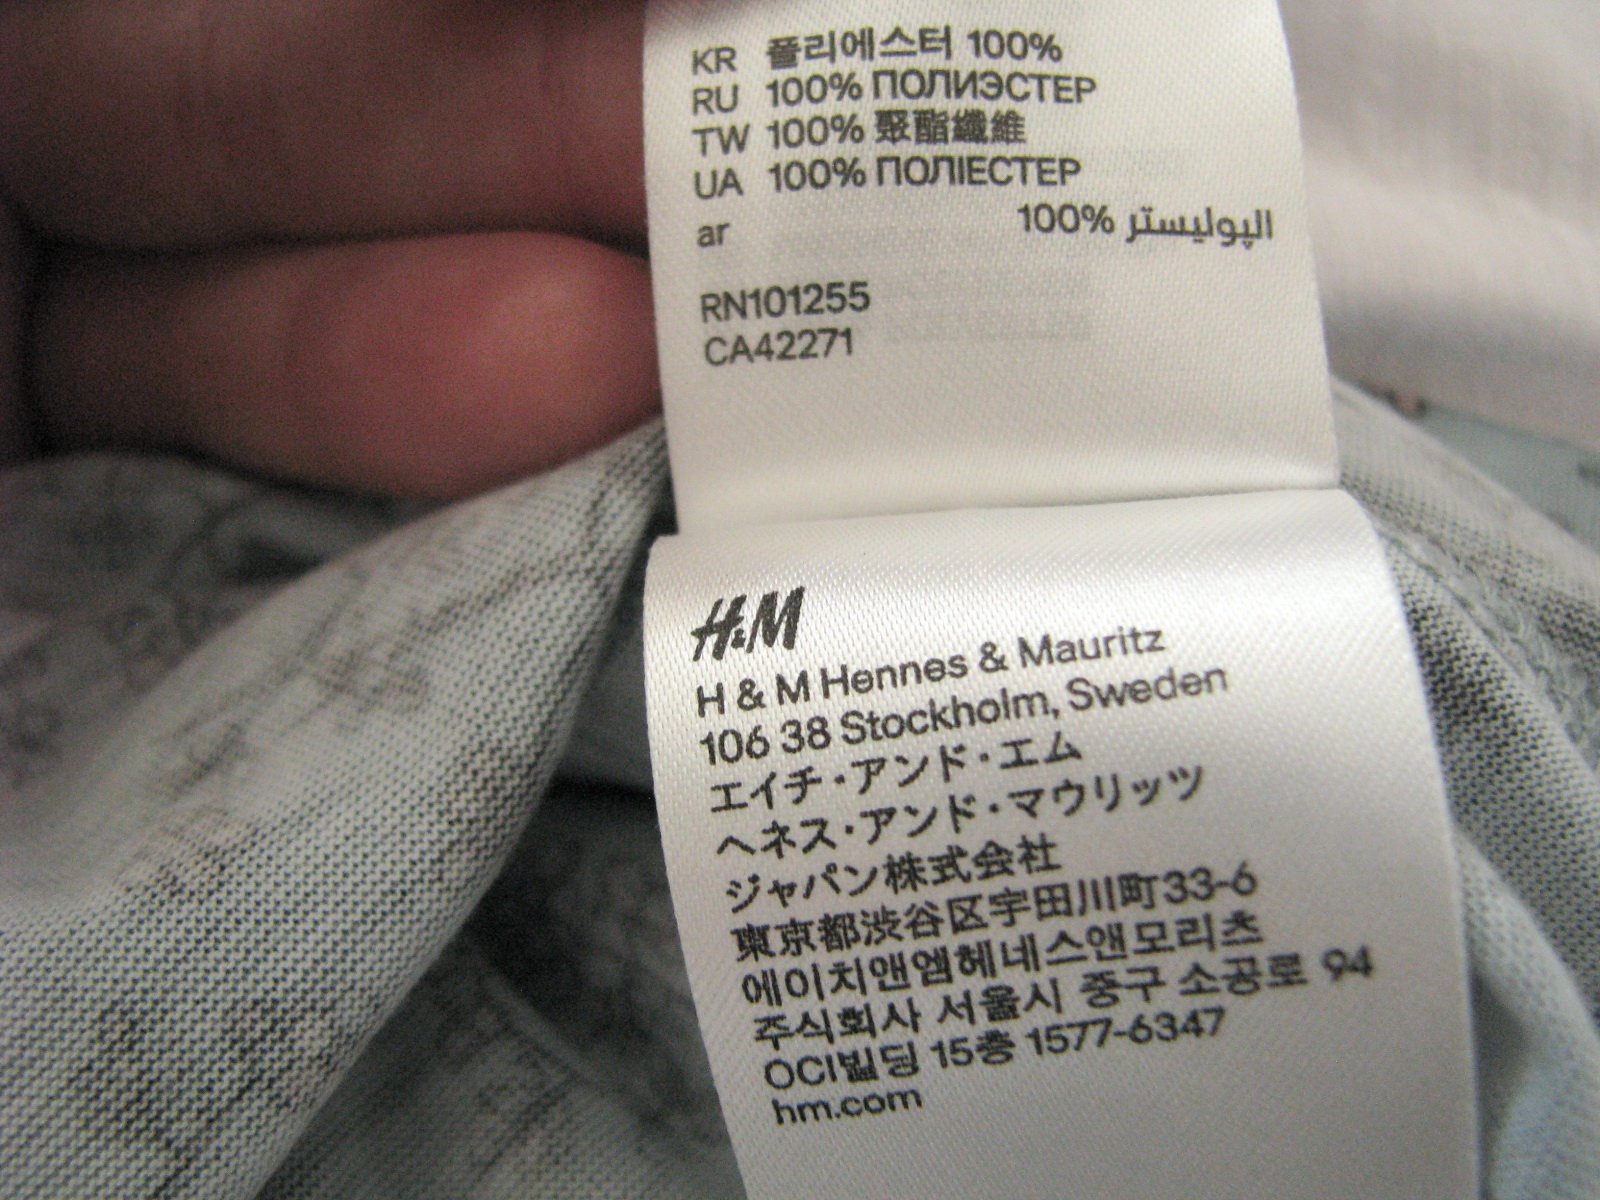 KR 폴리에스터 100%
RU 100% ПОЛИЭСТЕР
TW 100% 聚酯纖維
UA 100% ПОЛІЕСТЕР
ar البوليستر 100%
RN101255
CA42271
H&M
H & M Hennes & Mauritz
106 38 Stockholm, Sweden
エイチ・アンド・エム
ヘネス・アンド・マウリッツ
ジャパン株式会社
東京都渋谷区宇田川町33-6
에이치앤엠헤네스앤모리츠
주식회사 서울시 중구 소공로 94
OCI빌딩 15층 1577-6347
hm.com